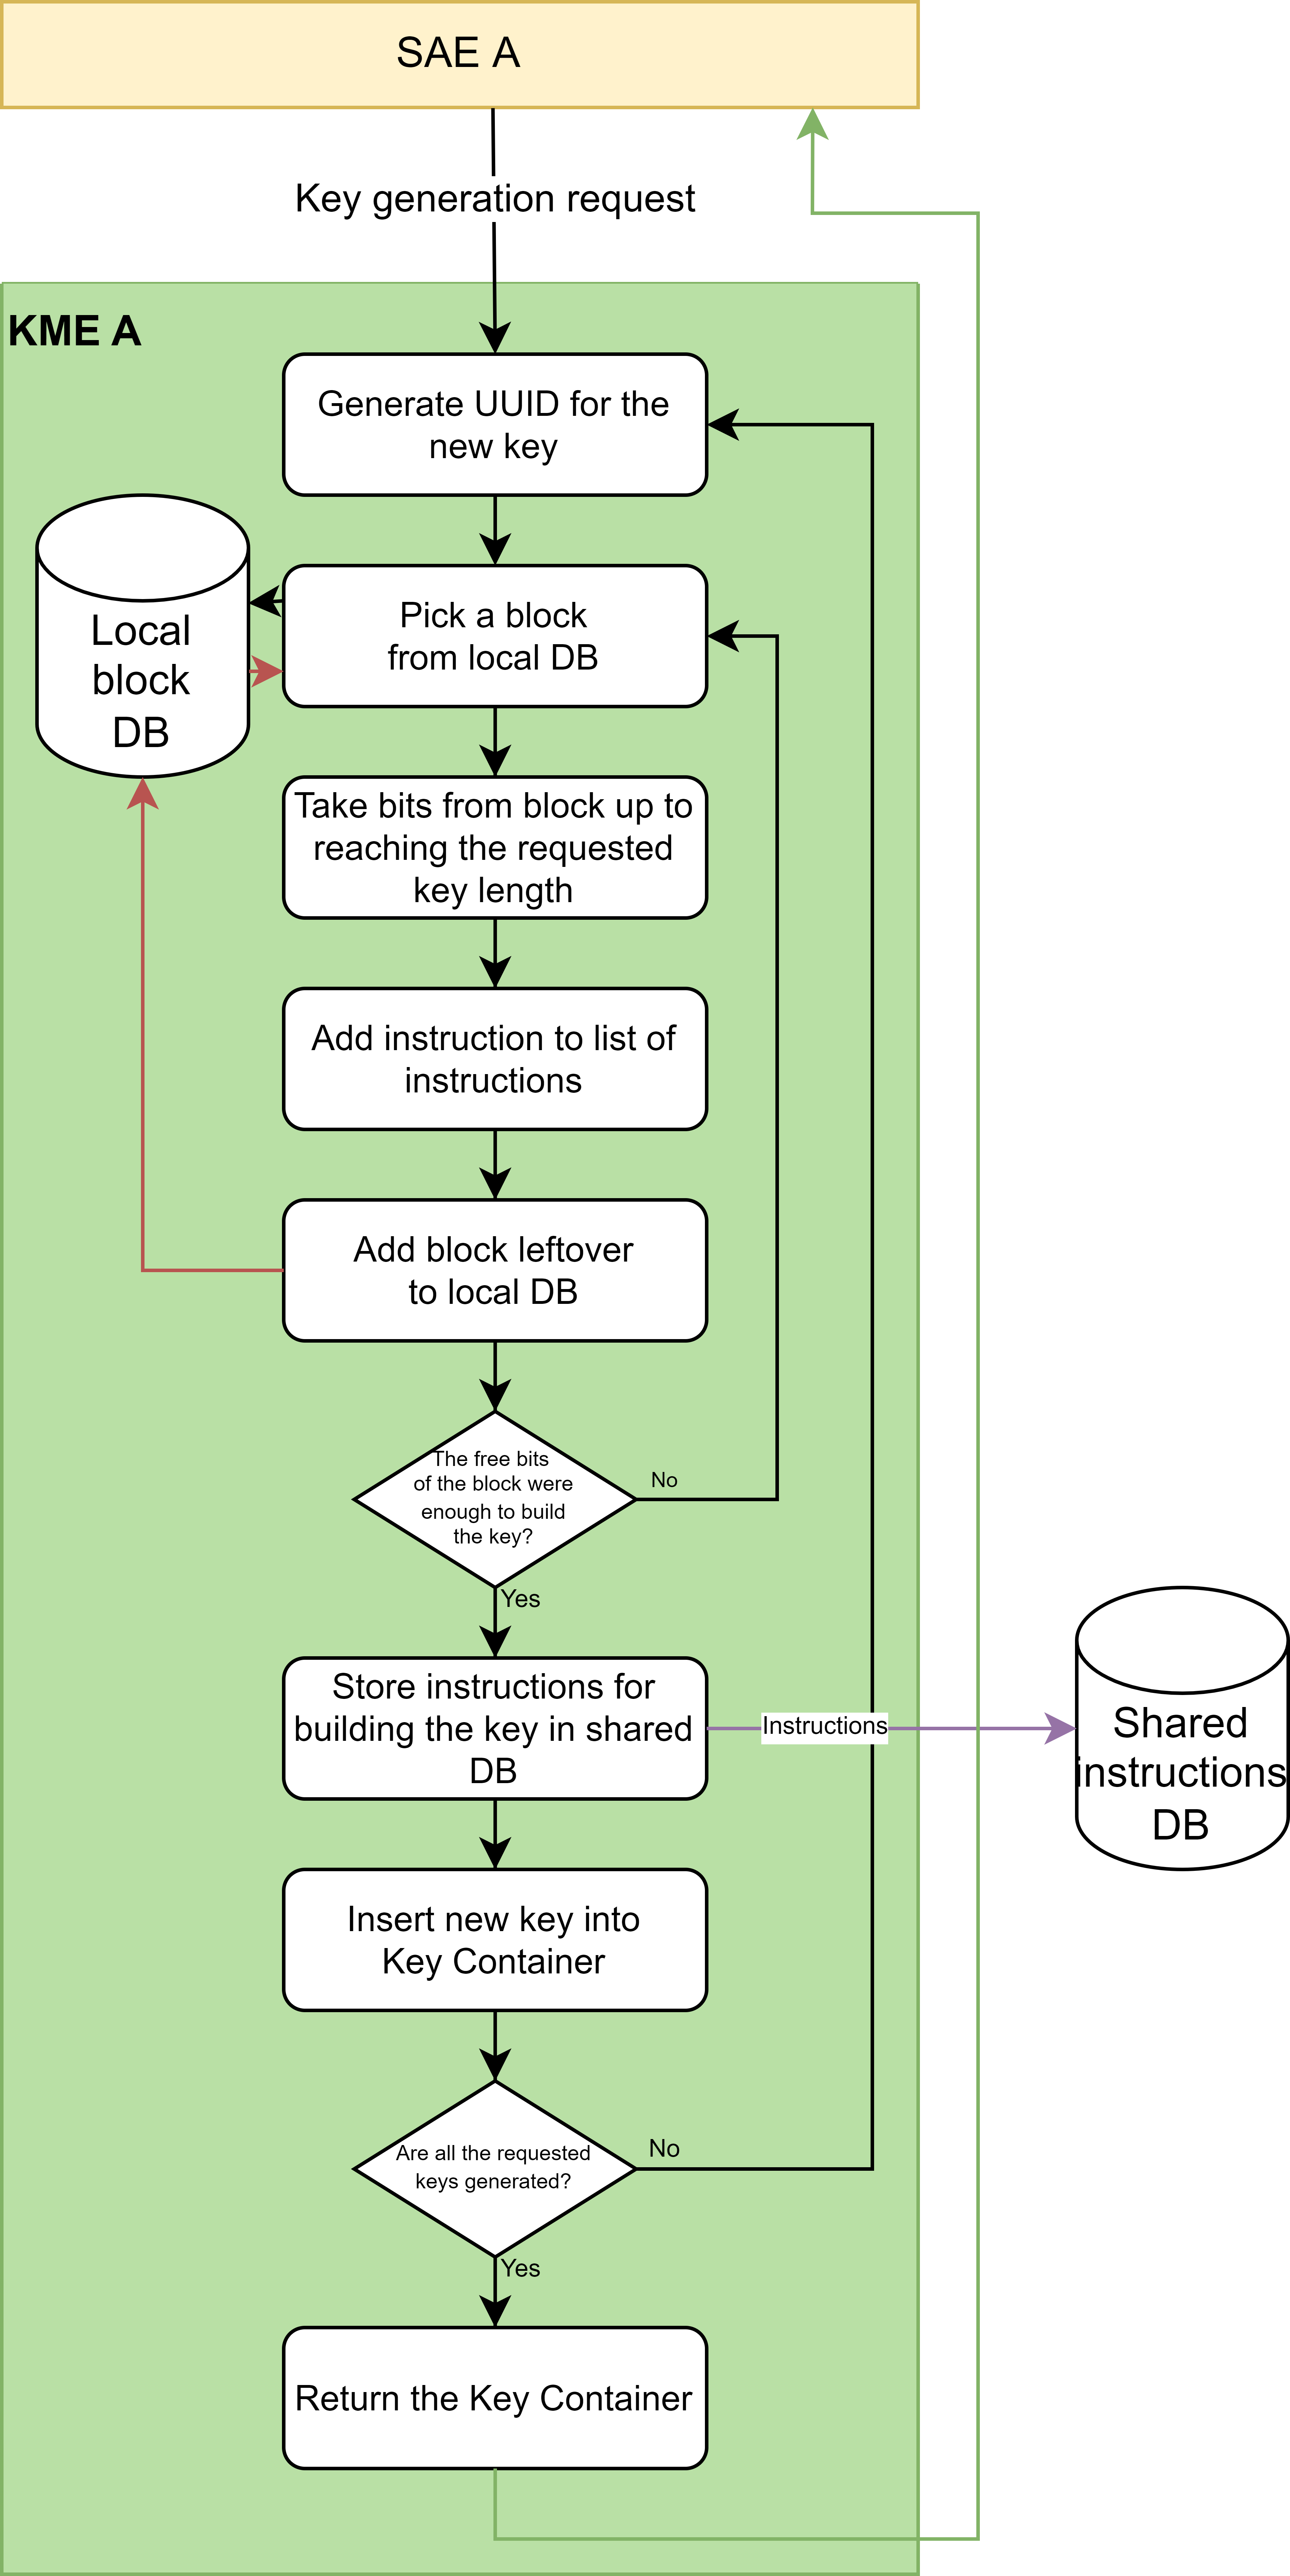 SAE A
Key generation request
KME A
Generate UUID for the
new key
Pick a block
from local DB
Local
block
DB
Take bits from block up to
reaching the requested
key length
Add instruction to list of
instructions
Add block leftover
to local DB
The free bits
of the block were
enough to build
the key?
No
Yes
Store instructions for
building the key in shared
DB
Instructions
Shared
instructions
DB
Insert new key into
Key Container
Are all the requested
keys generated?
No
Yes
Return the Key Container